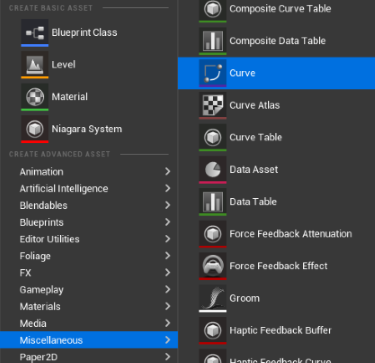 CREATE BASIC ASSET
Blueprint Class
Level
Material
Niagara System
CREATE ADVANCED ASSET
Animation
Artificial Intelligence
Blendables
Blueprints
Editor Utilities
Foliage
FX
Gameplay
Materials
Media
Miscellaneous
Paper2D
Composite Curve Table
Composite Data Table
Curve
Curve Atlas
Curve Table
Data Asset
Data Table
Force Feedback Attenuation
Force Feedback Effect
Groom
Haptic Feedback Buffer
Haptic Feedback Curve